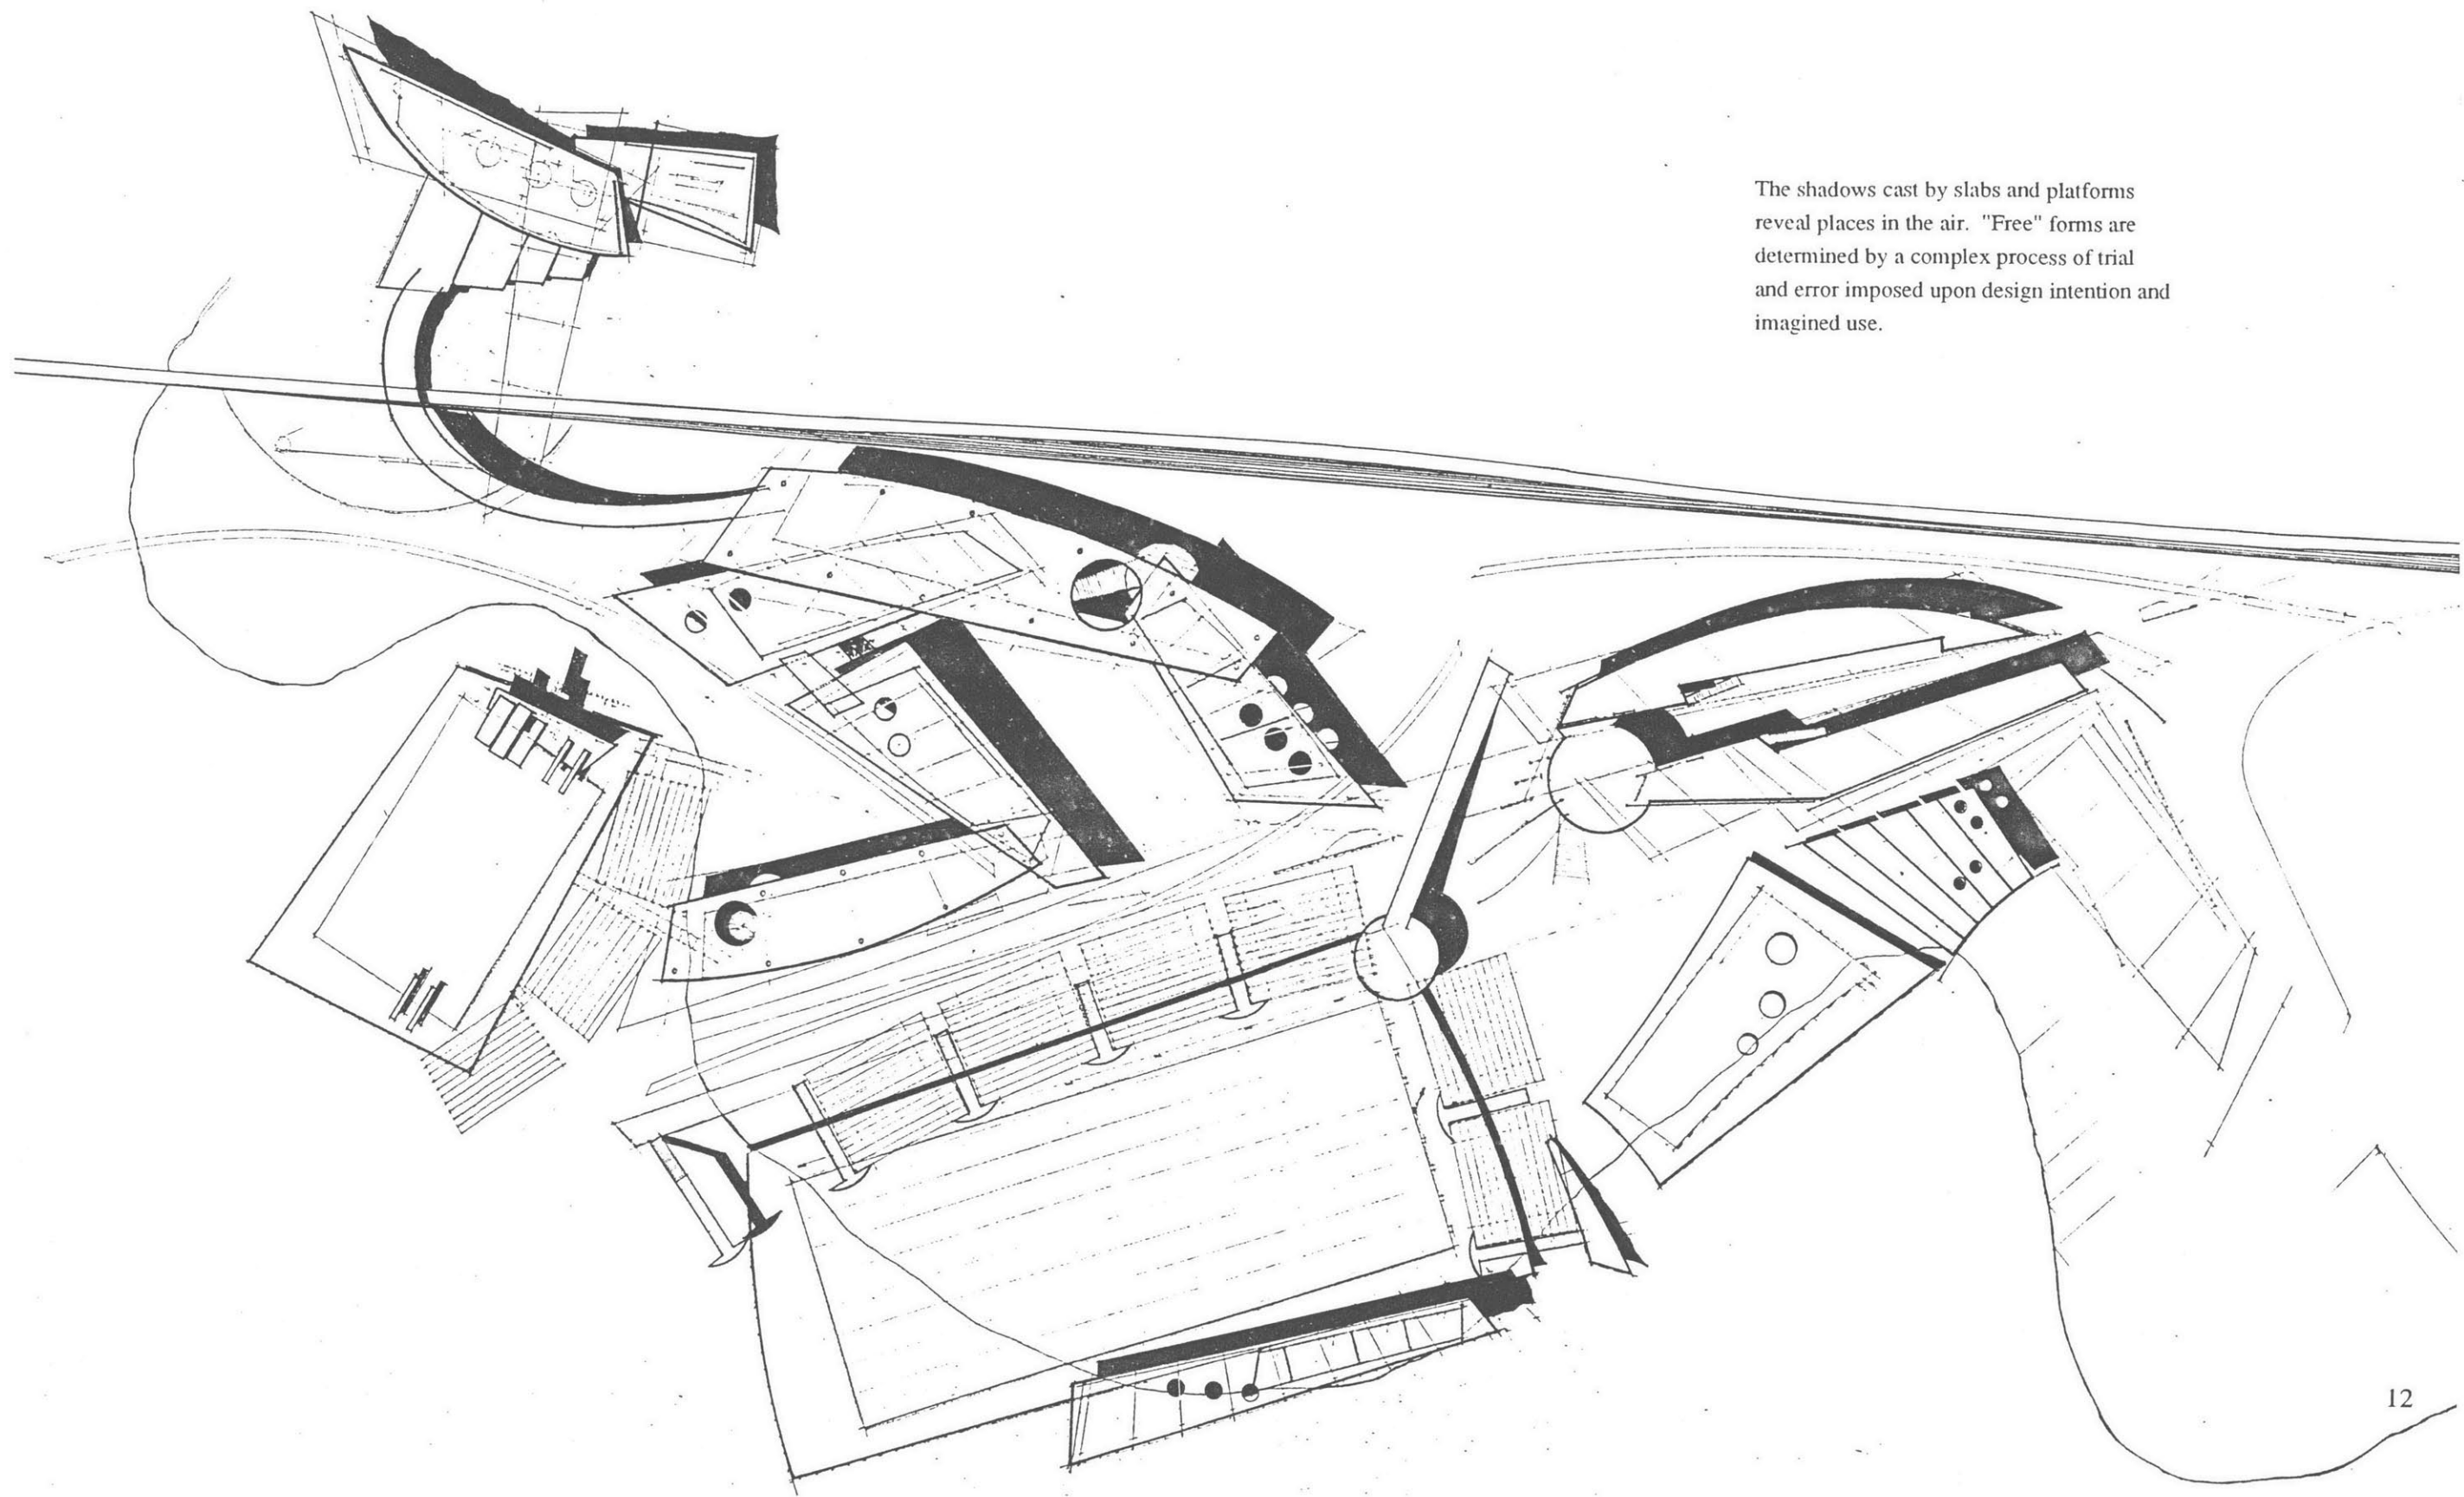 The shadows cast by slabs and platforms
reveal places in the air.  "Free" forms are
determined by a complex process of trial
and error imposed upon design intention and
imagined use.
12